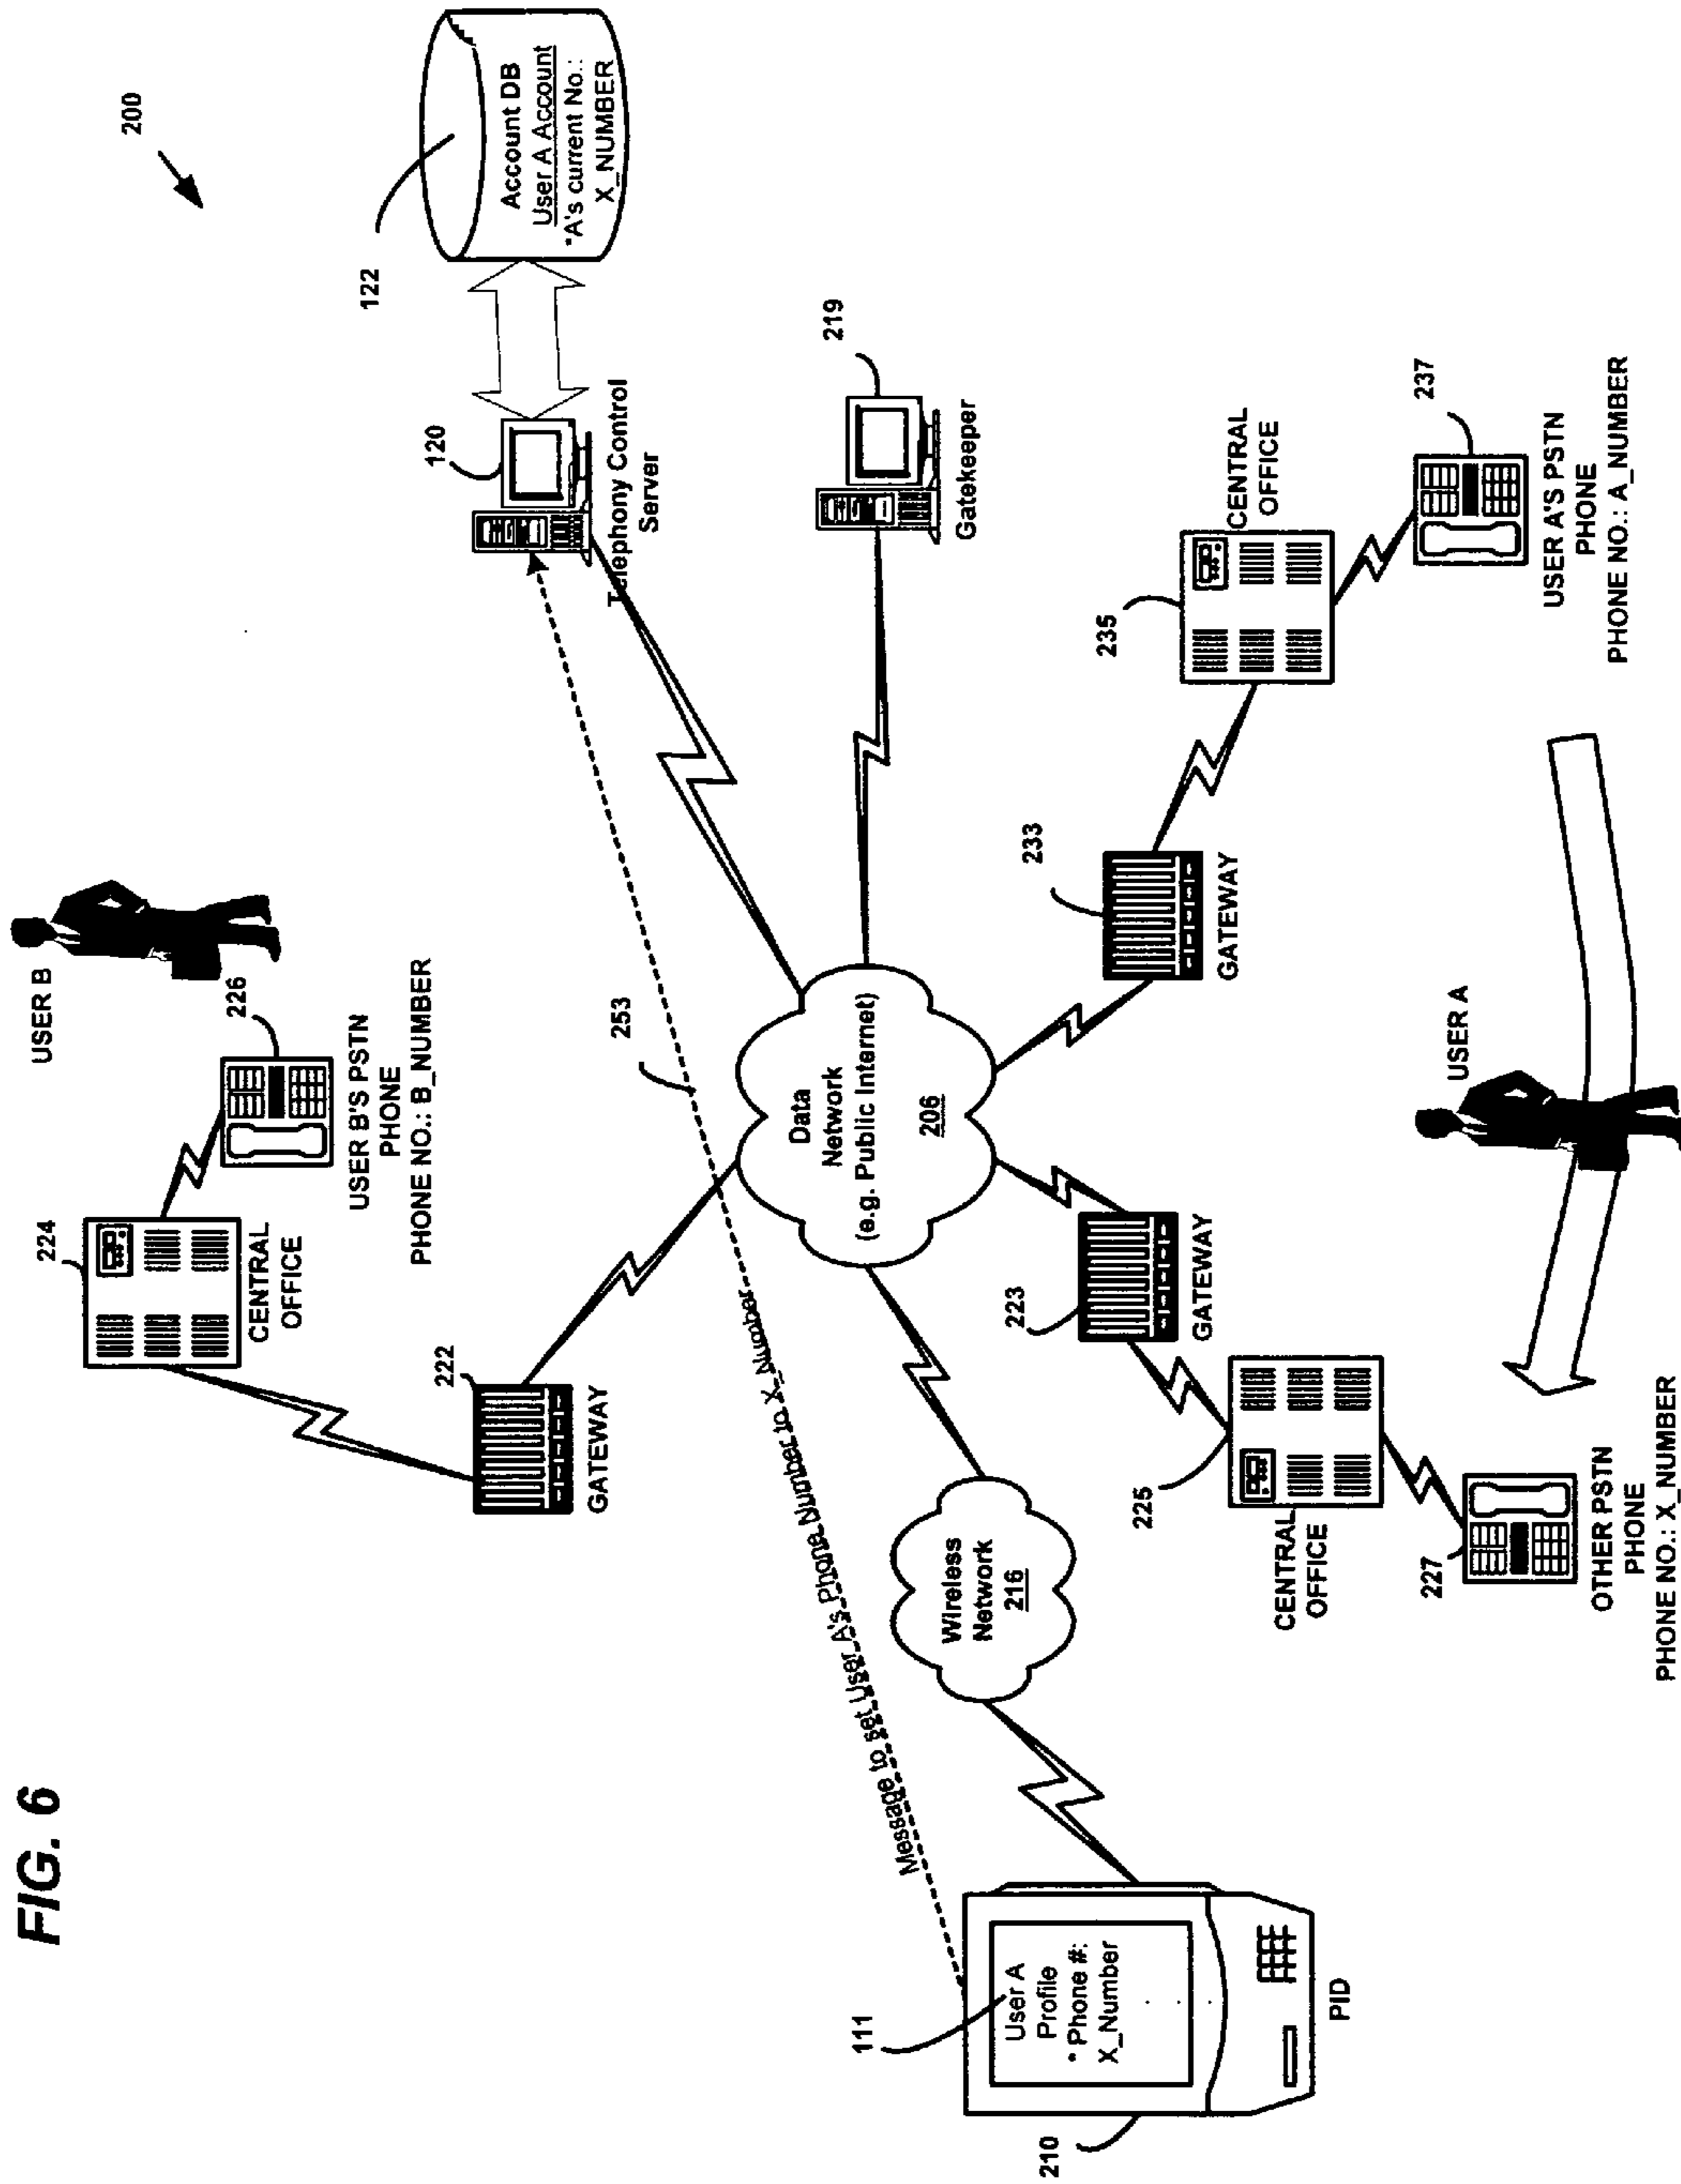 FIG. 6
200
USER B
224
226
CENTRAL
OFFICE
USER B'S PSTN
PHONE
PHONE NO.: B_NUMBER
222
GATEWAY
253
Message to set User A's Phone Number to X_Number
120
Telephony Control
Server
122
Account DB
User A Account
*A's current No.:
X_NUMBER
111
User A
Profile
* Phone #:
X_Number
210
PID
Wireless
Network
216
Data
Network
(e.g. Public Internet)
206
219
Gatekeeper
223
GATEWAY
233
GATEWAY
225
CENTRAL
OFFICE
235
CENTRAL
OFFICE
227
OTHER PSTN
PHONE
PHONE NO.: X_NUMBER
USER A
237
USER A'S PSTN
PHONE
PHONE NO.: A_NUMBER